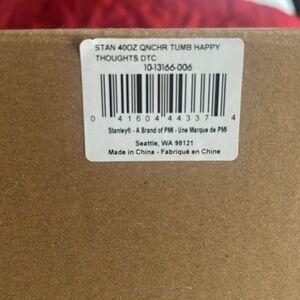 STAN 40OZ QNCHR TUMB HAPPY
THOUGHTS DTC
10-13166-006
0 41604 44337 4
Stanley® - A Brand of PMI - Une Marque de PMI
Seattle, WA 98121
Made in China - Fabriqué en Chine